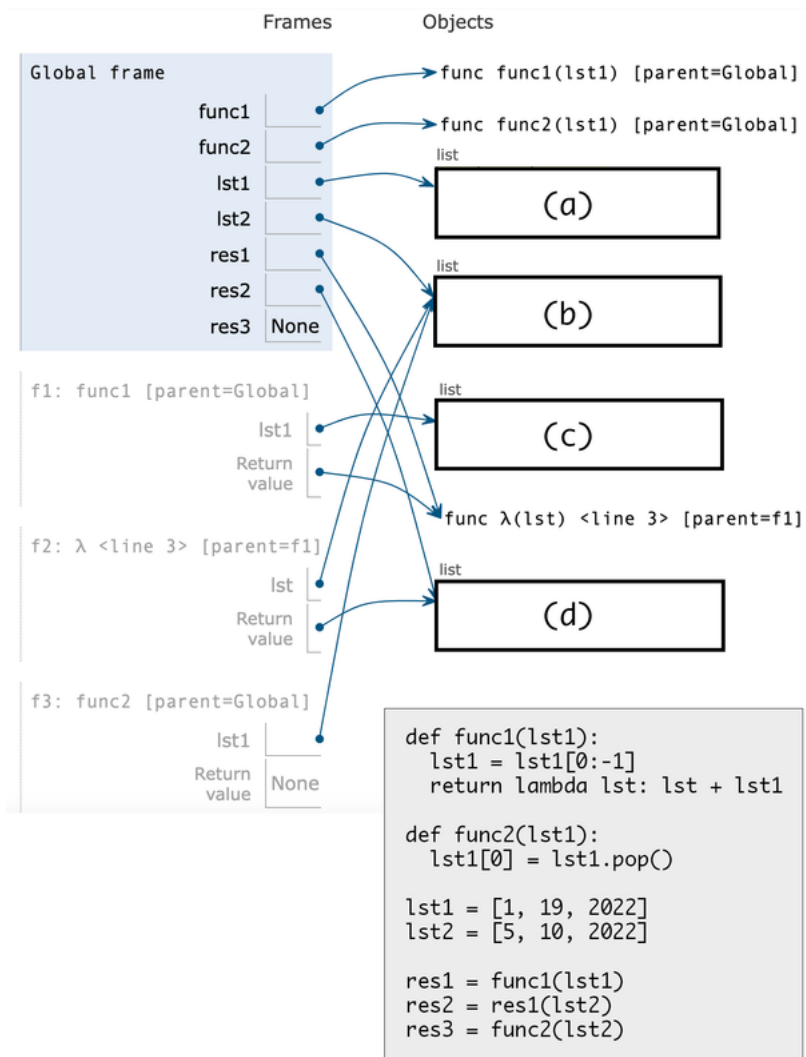 Frames Objects
Global frame
func func1(lst1) [parent=Global]
func1
func func2(lst1) [parent=Global]
func2
list
lst1
(a)
lst2
res1
list
res2
(b)
res3 None
f1: func1 [parent=Global]
list
lst1
(c)
Return
value
func λ(lst) <line 3> [parent=f1]
f2: λ <line 3> [parent=f1]
list
lst
(d)
Return
value
f3: func2 [parent=Global]
lst1
Return
value None
def func1(lst1):
  lst1 = lst1[0:-1]
  return lambda lst: lst + lst1
def func2(lst1):
  lst1[0] = lst1.pop()
lst1 = [1, 19, 2022]
lst2 = [5, 10, 2022]
res1 = func1(lst1)
res2 = res1(lst2)
res3 = func2(lst2)